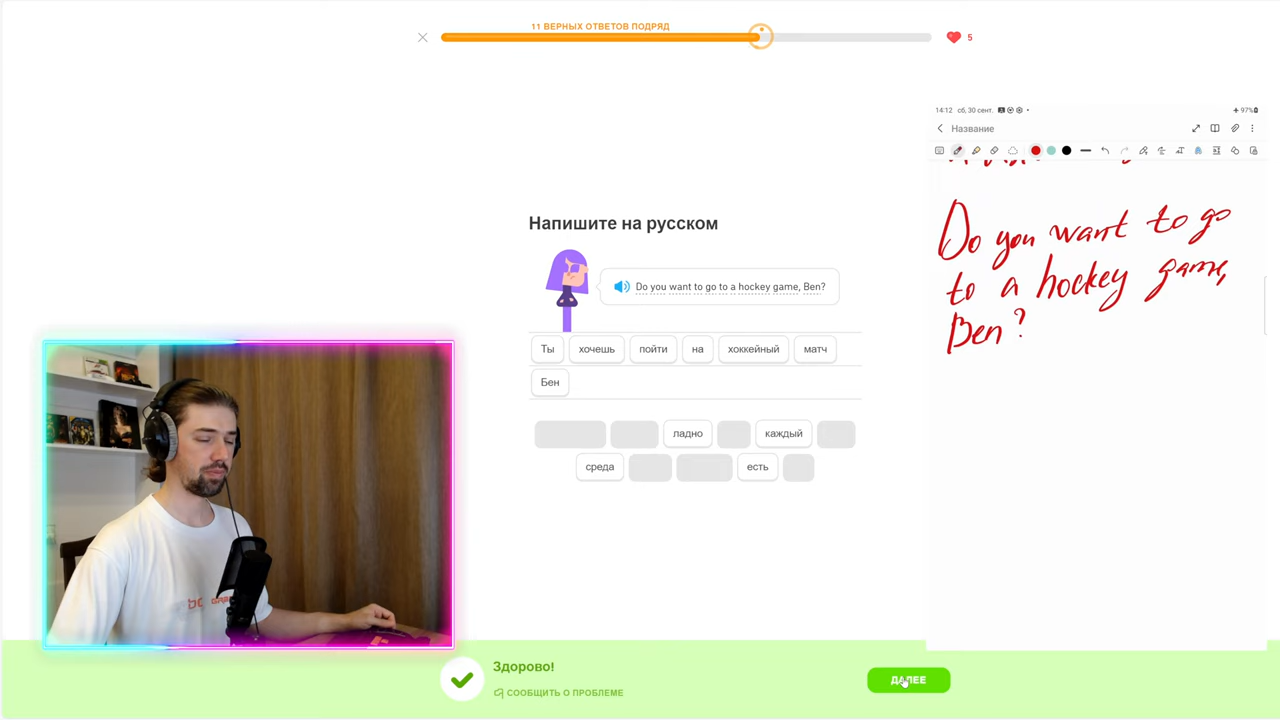 11 ВЕРНЫХ ОТВЕТОВ ПОДРЯД
5
14:12 сб, 30 сент.
97%
Название
Напишите на русском
Do you want to go to a hockey game, Ben?
Do you want to go
to a hockey game,
Ben?
Ты хочешь пойти на хоккейный матч
Бен
ладно каждый
среда есть
Здорово!
СООБЩИТЬ О ПРОБЛЕМЕ
ДАЛЕЕ